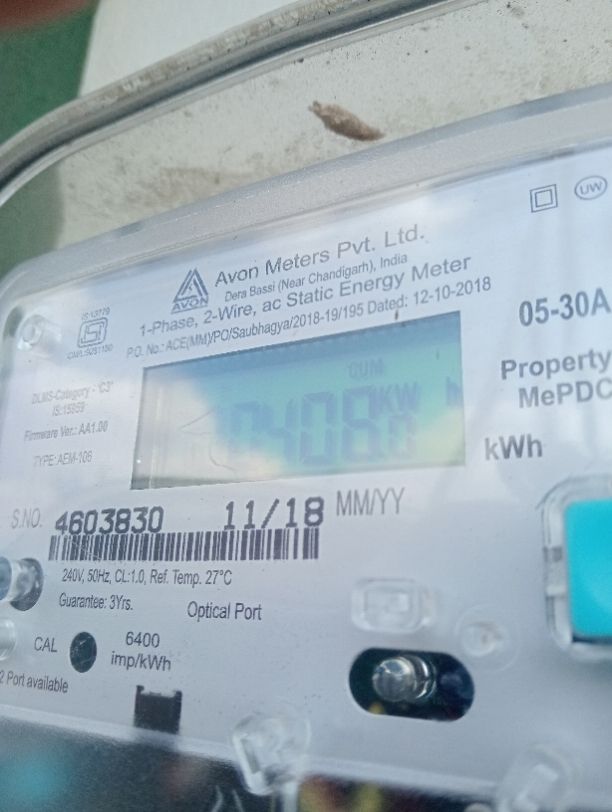 UW
Avon Meters Pvt. Ltd.
AVON
Dera Bassi (Near Chandigarh), India
1-Phase, 2-Wire, ac Static Energy Meter
P.O. No.: ACE(MM)/PO/Saubhagya/2018-19/195 Dated: 12-10-2018
05-30A
IS:13779
DLMS-Category - 'C3'
IS:15959
Firmware Ver.: AA1.00
TYPE: AEM-106
CUM
KW h
Property
MePDC
kWh
S.NO. 4603830 11/18 MM/YY
240V, 50Hz, CL:1.0, Ref. Temp. 27°C
Guarantee: 3Yrs.
Optical Port
CAL 6400
imp/kWh
2 Port available